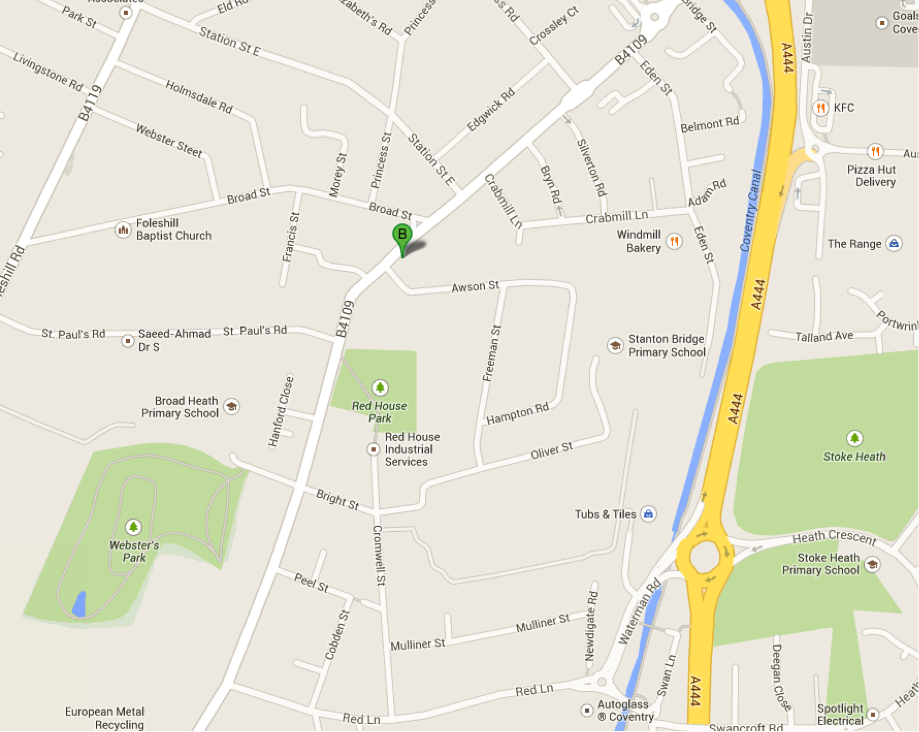 Associates
Eld Rd
Princess
Crossley Ct
B4109
Park St
Station St E
Austin Dr
Goals
Cove
A444
Livingstone Rd
B4119
Holmsdale Rd
Edgwick Rd
Eden St
KFC
Webster Street
Morey St
Princess St
Station St E
Silverton Rd
Belmont Rd
Pizza Hut
Delivery
Broad St
Broad St
Crabmill Ln
Bryn Rd
Crabmill Ln
Adam Rd
Coventry Canal
Foleshill
Baptist Church
Francis St
B
Windmill
Bakery
Eden St
The Range
Awson St
A444
B4109
St. Paul's Rd
St. Paul's Rd
Saeed-Ahmad
Dr S
Freeman St
Stanton Bridge
Primary School
Talland Ave
Broad Heath
Primary School
Hanford Close
Red House
Park
Hampton Rd
A444
Red House
Industrial
Services
Oliver St
Stoke Heath
Bright St
Tubs & Tiles
Webster's
Park
Cromwell St
Heath Crescent
Stoke Heath
Primary School
Peel St
Cobden St
Mulliner St
Mulliner St
Newdigate Rd
Waterman Rd
Swan Ln
A444
Deegan Close
European Metal
Recycling
Red Ln
Red Ln
Autoglass
® Coventry
Swancroft Rd
Spotlight
Electrical
Heath